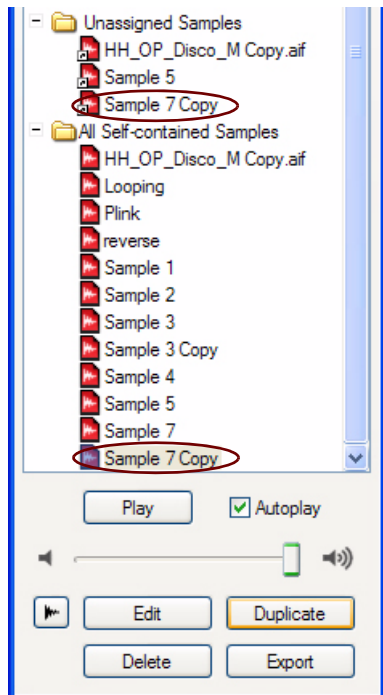 Unassigned Samples
HH_OP_Disco_M Copy.aif
Sample 5
Sample 7 Copy
All Self-contained Samples
HH_OP_Disco_M Copy.aif
Looping
Plink
reverse
Sample 1
Sample 2
Sample 3
Sample 3 Copy
Sample 4
Sample 5
Sample 7
Sample 7 Copy
Play Autoplay
Edit Duplicate
Delete Export